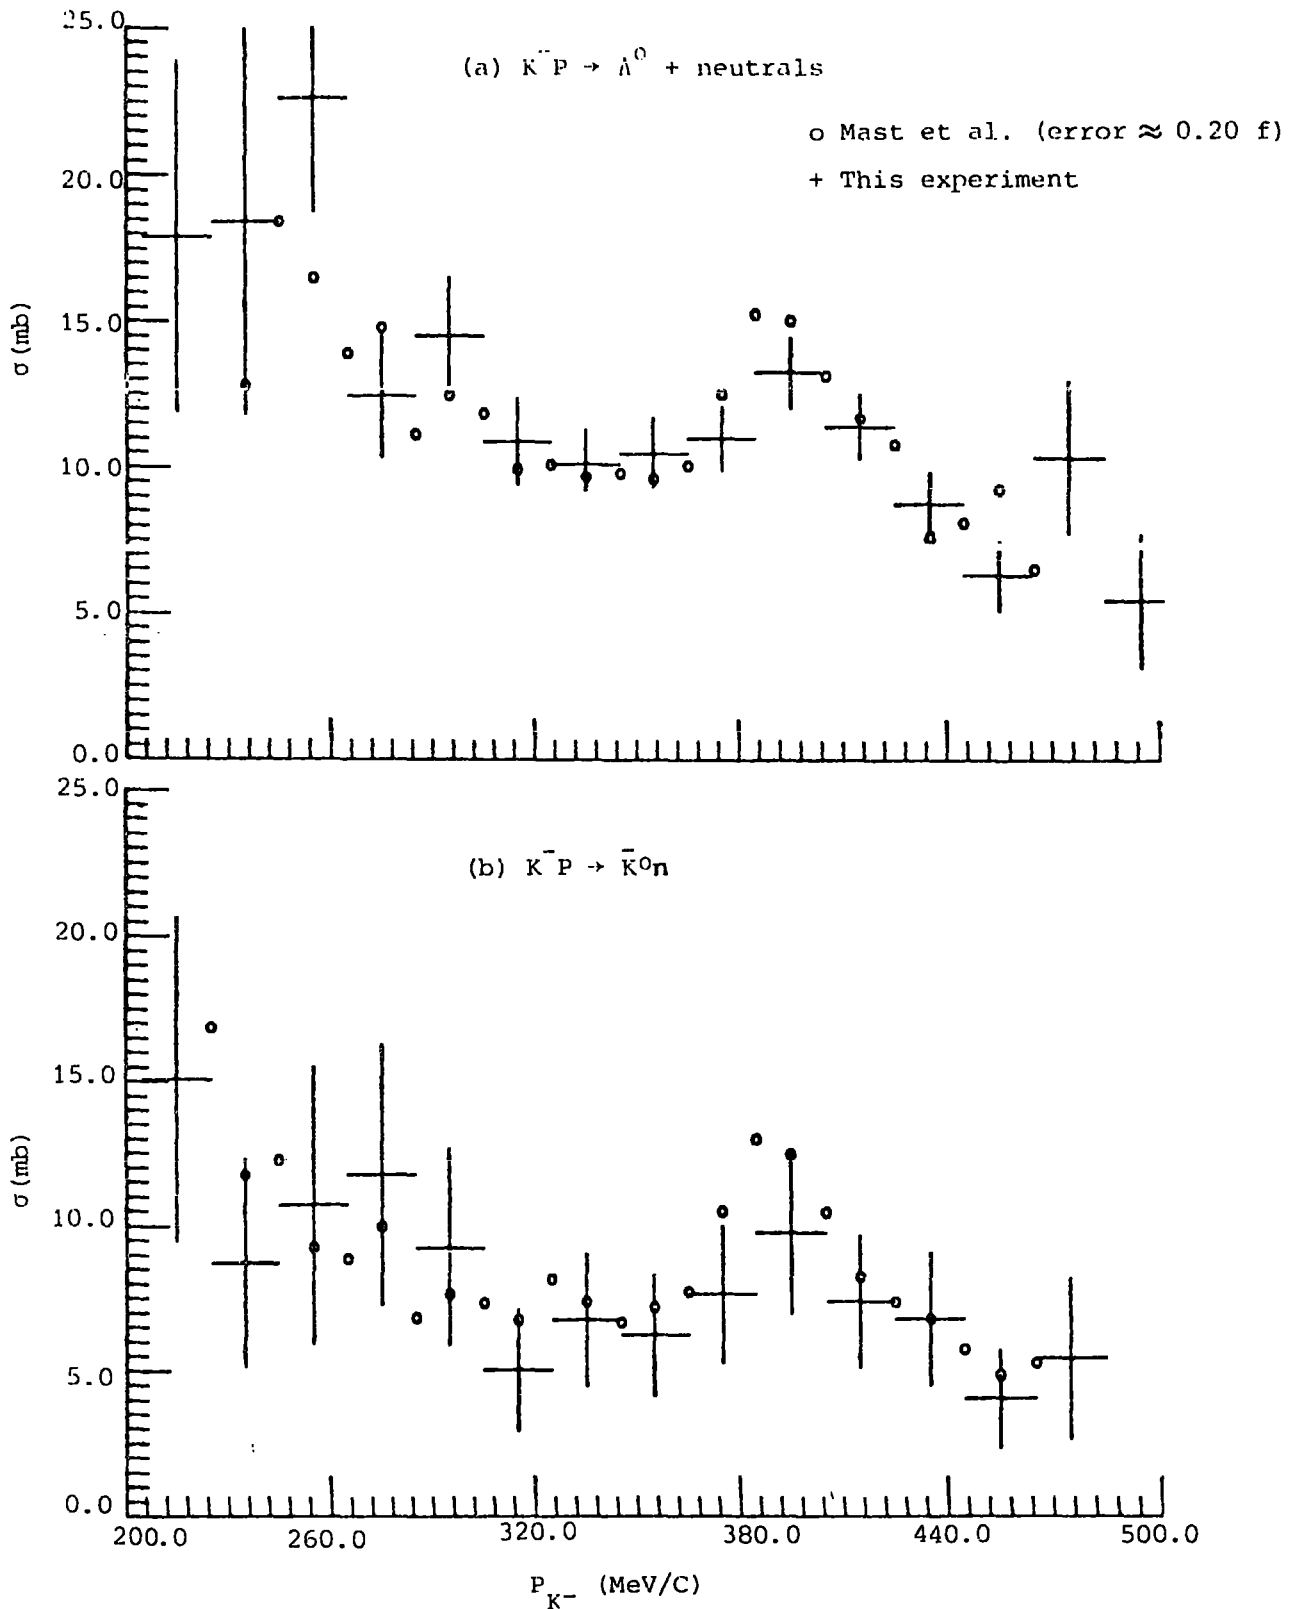 25.0
(a) K⁻P → Λ⁰ + neutrals
o Mast et al. (error ≈ 0.20 f)
+ This experiment
20.0
15.0
σ (mb)
10.0
5.0
0.0
25.0
(b) K⁻P → K̄⁰n
20.0
15.0
σ (mb)
10.0
5.0
0.0
200.0 260.0 320.0 380.0 440.0 500.0
P_K⁻ (MeV/C)